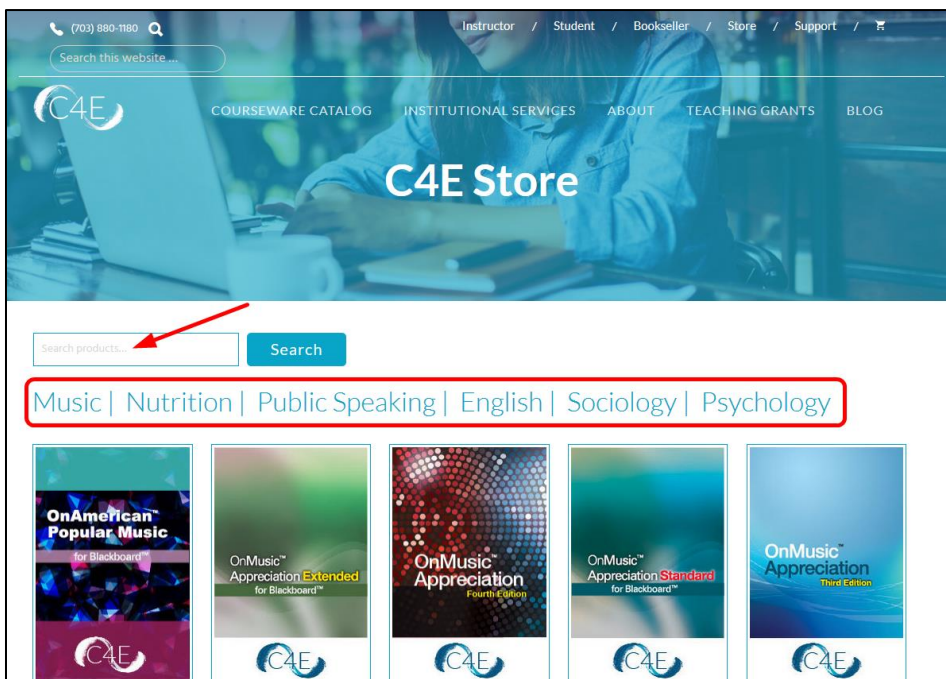 (703) 880-1180
Instructor / Student / Bookseller / Store / Support /
Search this website ...
C4E
COURSEWARE CATALOG INSTITUTIONAL SERVICES ABOUT TEACHING GRANTS BLOG
C4E Store
Search products...
Search
Music | Nutrition | Public Speaking | English | Sociology | Psychology
OnAmerican™
Popular Music
for Blackboard™
C4E
OnMusic™
Appreciation Extended
for Blackboard™
C4E
OnMusic™
Appreciation
Fourth Edition
C4E
OnMusic™
Appreciation Standard
for Blackboard™
C4E
OnMusic™
Appreciation
Third Edition
C4E